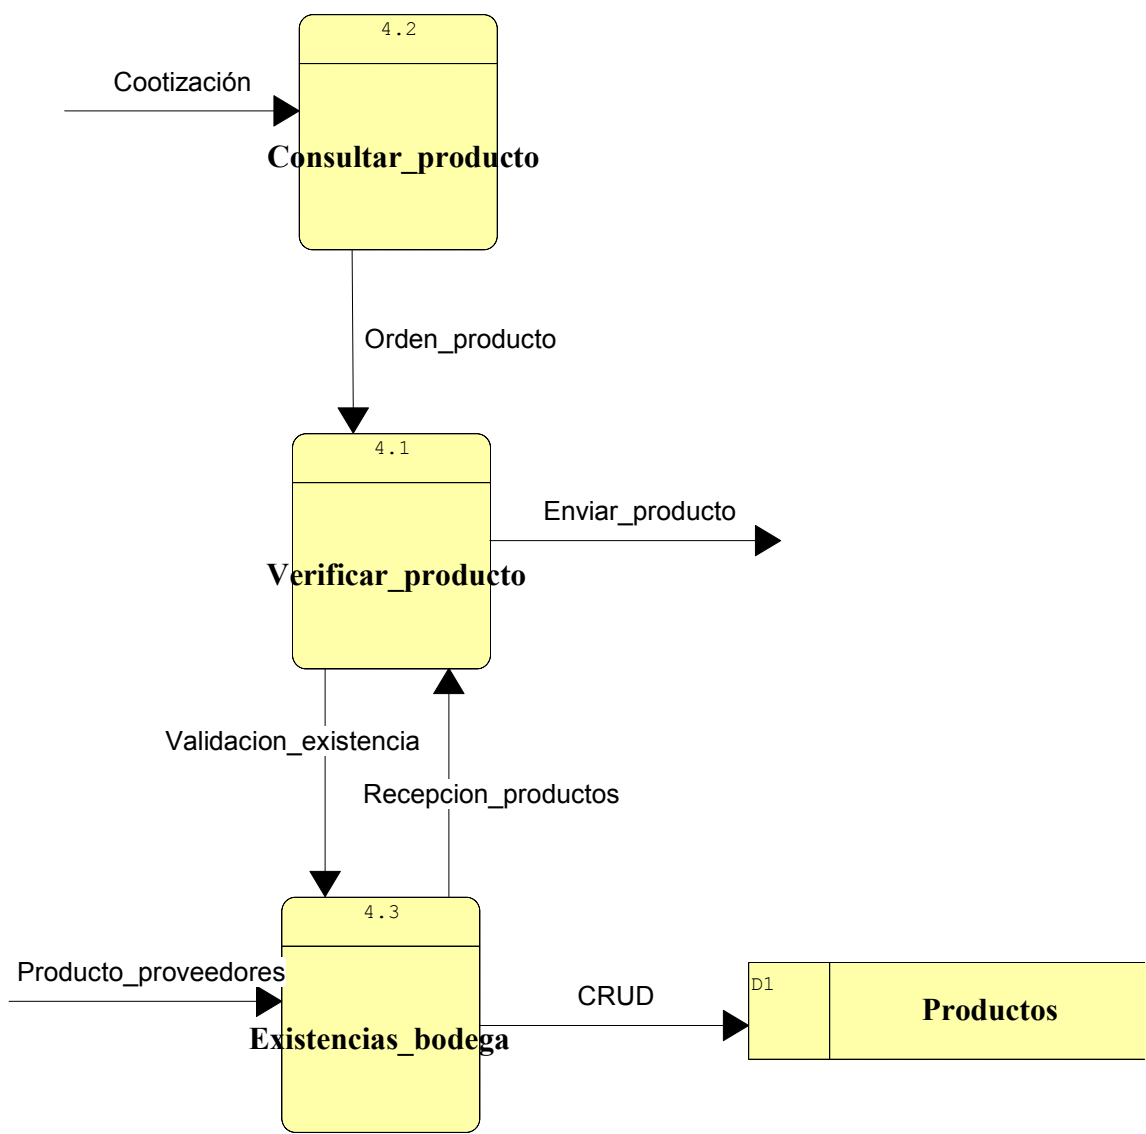 4.2
Cootización
Consultar_producto
Orden_producto
4.1
Enviar_producto
Verificar_producto
Validacion_existencia
Recepcion_productos
4.3
Producto_proveedores
CRUD
D1
Productos
Existencias_bodega